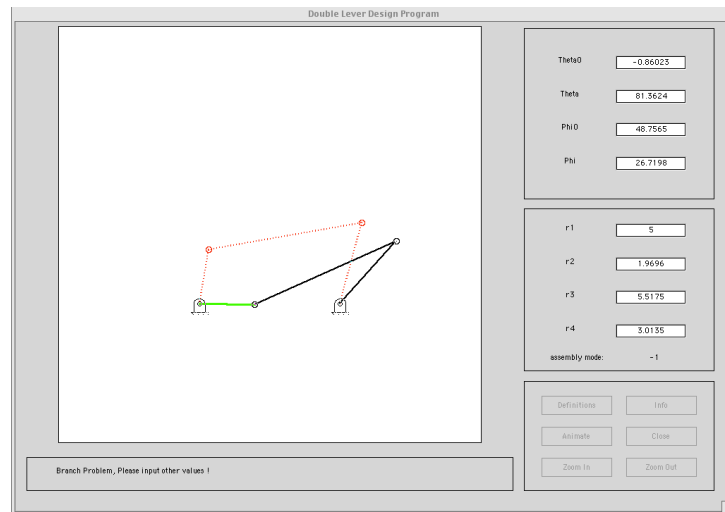 Double Lever Design Program
Theta0 -0.86023
Theta 81.3624
Phi0 48.7565
Phi 26.7198
r1 5
r2 1.9696
r3 5.5175
r4 3.0135
assembly mode: -1
Definitions Info
Animate Close
Zoom In Zoom Out
Branch Problem, Please input other values !